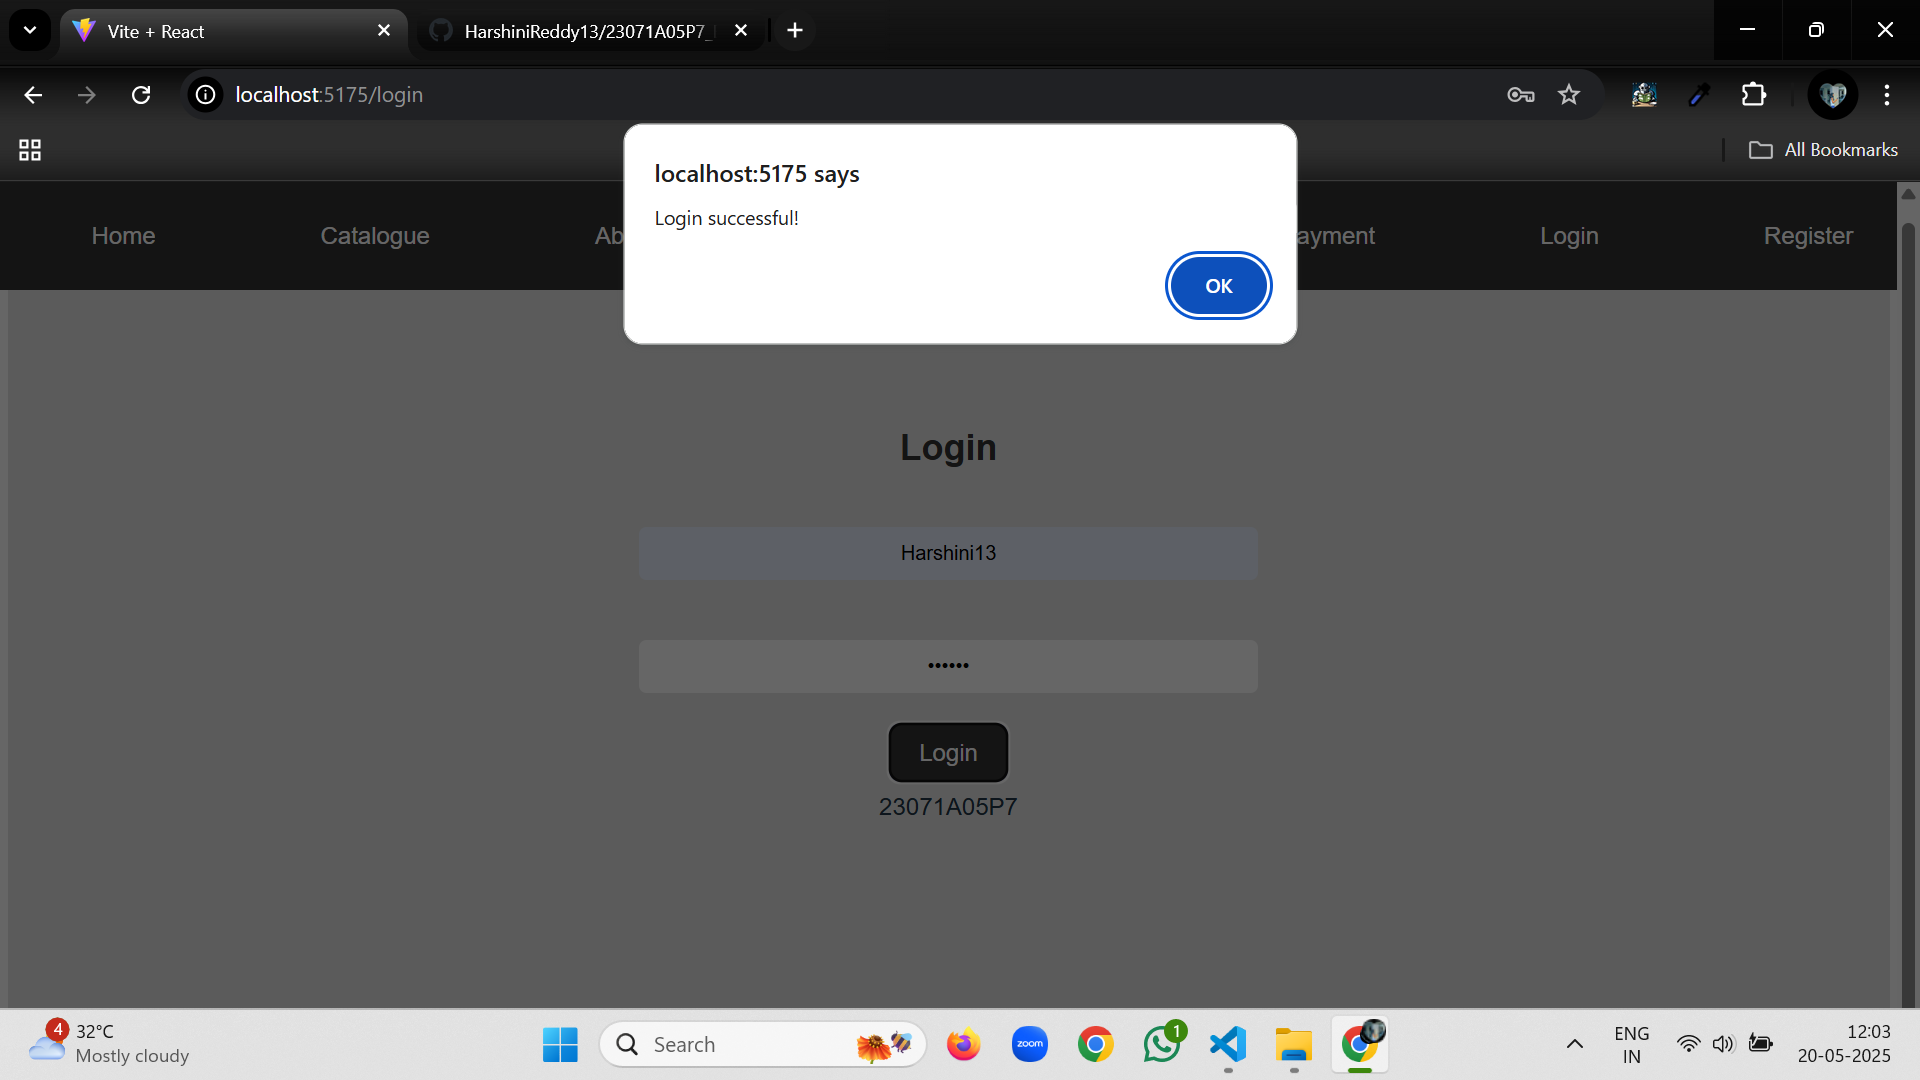 Vite + React
HarshiniReddy13/23071A05P7_
localhost:5175/login
All Bookmarks
localhost:5175 says
Login successful!
OK
Home
Catalogue
Ab
ayment
Login
Register
Login
Harshini13
••••••
Login
23071A05P7
4
32°C
Mostly cloudy
Search
zoom
1
ENG
IN
12:03
20-05-2025